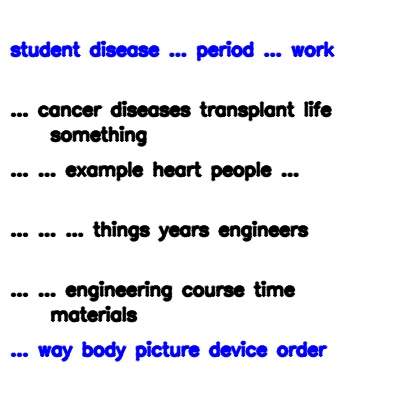 student disease ... period ... work
... cancer diseases transplant life
something
... ... example heart people ...
... ... ... things years engineers
... ... engineering course time
materials
... way body picture device order